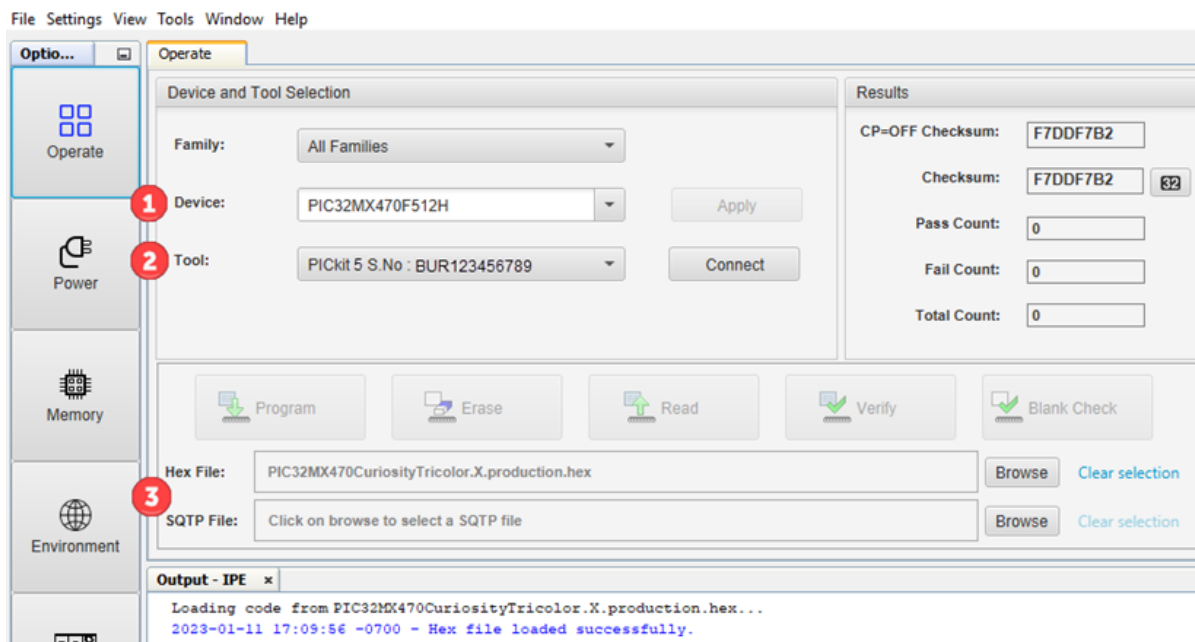 File Settings View Tools Window Help
Optio...
Operate
Power
Memory
Environment
Operate
Device and Tool Selection
Family: All Families
1 Device: PIC32MX470F512H Apply
2 Tool: PICkit 5 S.No : BUR123456789 Connect
Results
CP=OFF Checksum: F7DDF7B2
Checksum: F7DDF7B2 32
Pass Count: 0
Fail Count: 0
Total Count: 0
Program Erase Read Verify Blank Check
Hex File: PIC32MX470CuriosityTricolor.X.production.hex Browse Clear selection
3
SQTP File: Click on browse to select a SQTP file Browse Clear selection
Output - IPE ×
Loading code from PIC32MX470CuriosityTricolor.X.production.hex...
2023-01-11 17:09:56 -0700 - Hex file loaded successfully.